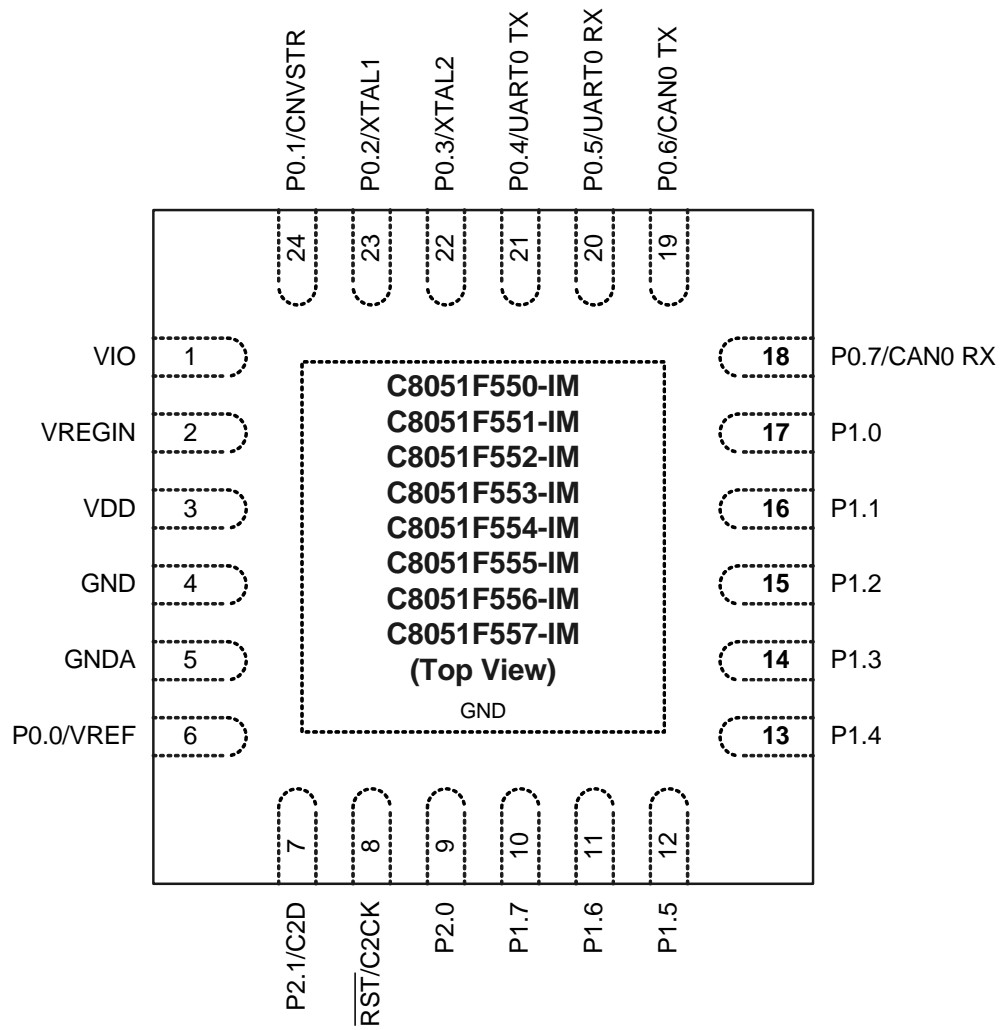 P0.1/CNVSTR
P0.2/XTAL1
P0.3/XTAL2
P0.4/UART0 TX
P0.5/UART0 RX
P0.6/CAN0 TX
24
23
22
21
20
19
VIO 1
VREGIN 2
VDD 3
GND 4
GNDA 5
P0.0/VREF 6
C8051F550-IM
C8051F551-IM
C8051F552-IM
C8051F553-IM
C8051F554-IM
C8051F555-IM
C8051F556-IM
C8051F557-IM
(Top View)
GND
18 P0.7/CAN0 RX
17 P1.0
16 P1.1
15 P1.2
14 P1.3
13 P1.4
7
8
9
10
11
12
P2.1/C2D
RST/C2CK
P2.0
P1.7
P1.6
P1.5